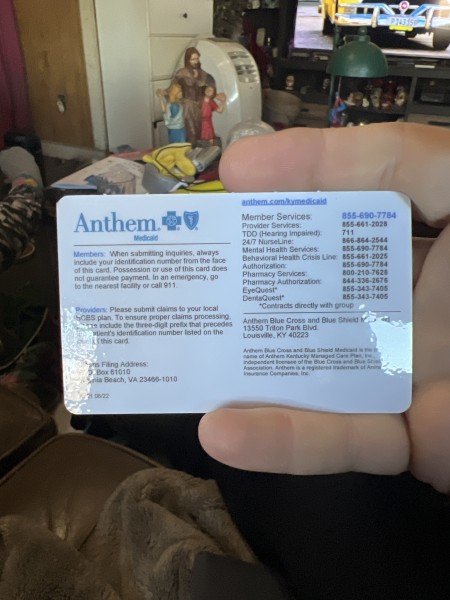 Anthem
Medicaid
Members: When submitting inquiries, always
include your identification number from the face
of this card. Possession or use of this card
does not guarantee payment. In an emergency, go
to the nearest facility or call 911.
Providers: Please submit claims to your local
BCBS plan. To ensure proper claims processing,
include the three-digit prefix that precedes
patient's identification number listed on the
this card.
Filing Address:
Box 61010
Beach, VA 23466-1010
06/22
anthem.com/kymedicaid
Member Services: 855-690-7784
Provider Services: 855-661-2028
TDD (Hearing Impaired): 711
24/7 NurseLine: 866-864-2544
Mental Health Services: 855-690-7784
Behavioral Health Crisis Line: 855-661-2025
Authorization: 855-690-7784
Pharmacy Services: 800-210-7628
Pharmacy Authorization: 844-336-2676
EyeQuest* 855-343-7405
DentaQuest* 855-343-7405
*Contracts directly with group
Anthem Blue Cross and Blue Shield
13550 Triton Park Blvd.
Louisville, KY 40223
Anthem Blue Cross and Blue Shield Medicaid is the
name of Anthem Kentucky Managed Care Plan, Inc.,
independent licensee of the Blue Cross and Blue Shield
Association. Anthem is a registered trademark of Anthem
Insurance Companies, Inc.